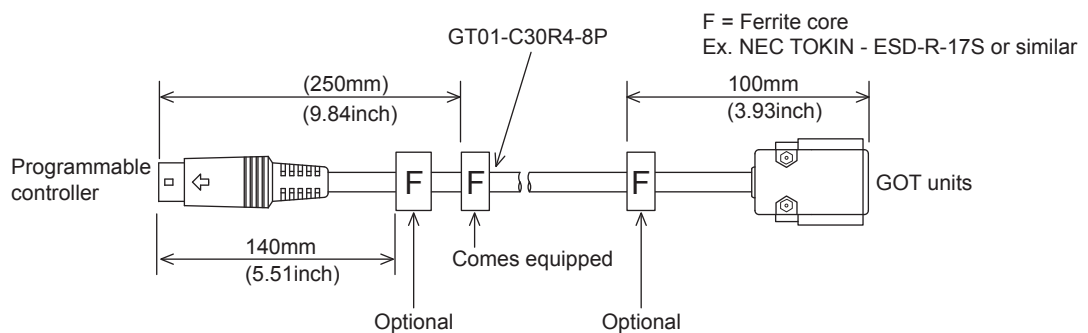 F = Ferrite core
Ex. NEC TOKIN - ESD-R-17S or similar
GT01-C30R4-8P
(250mm)
(9.84inch)
100mm
(3.93inch)
Programmable
controller
F
F
F
GOT units
140mm
(5.51inch)
Comes equipped
Optional
Optional